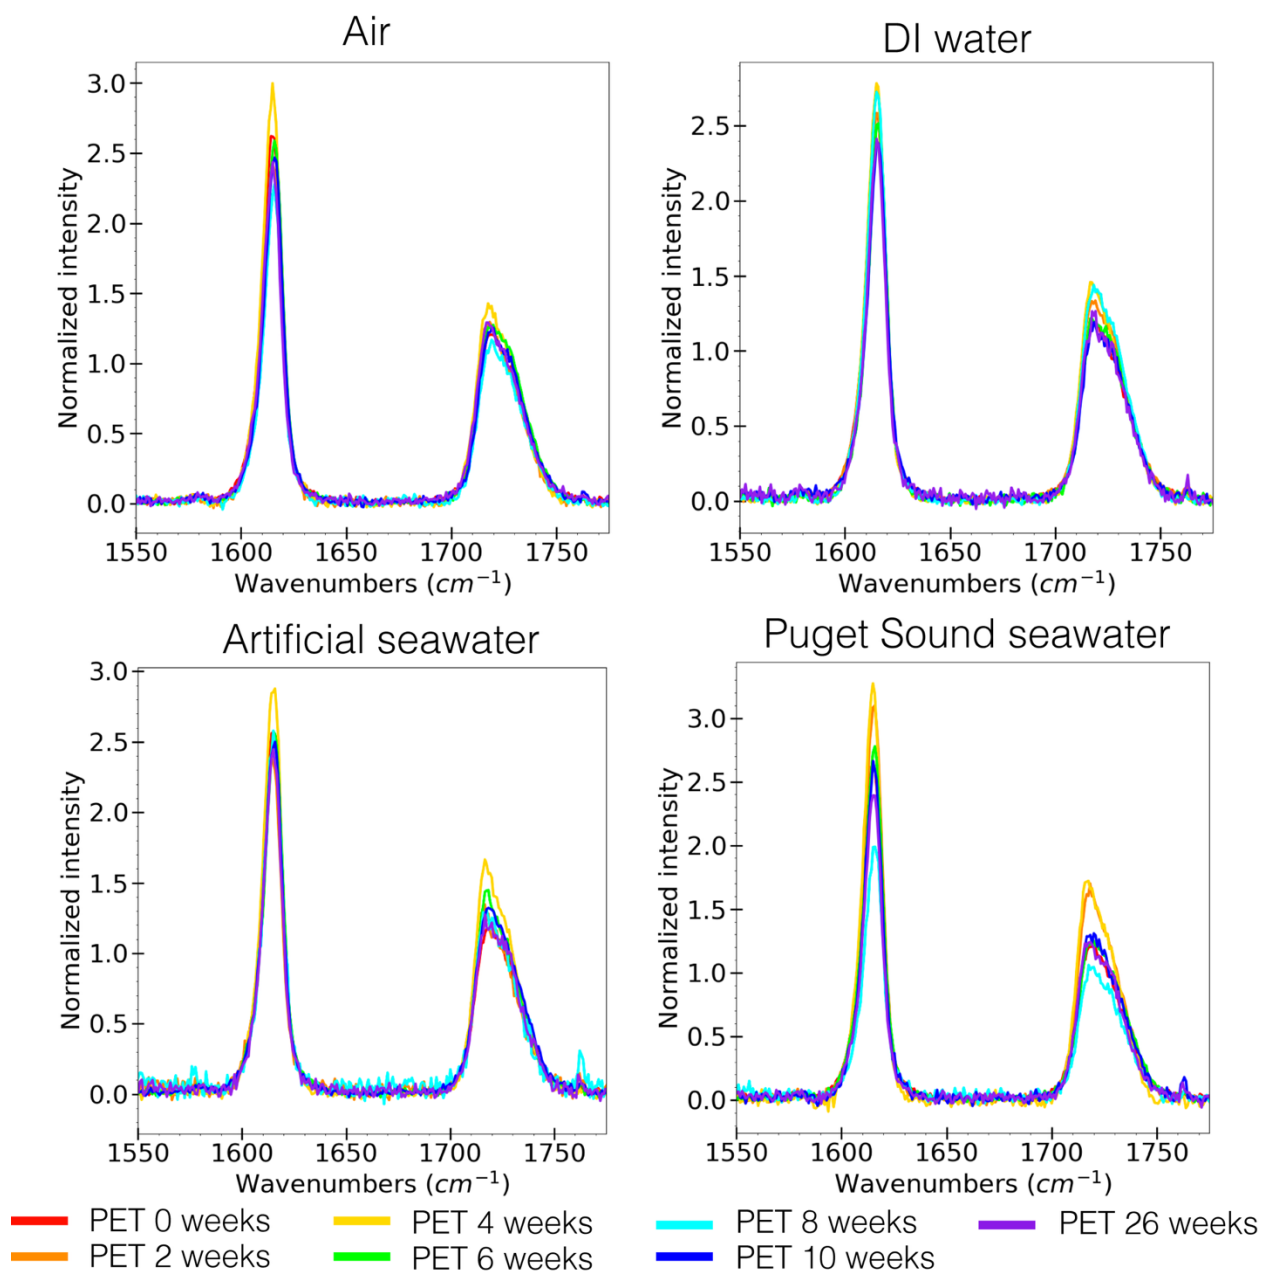 Air
3.0
2.5
2.0
1.5
1.0
0.5
0.0
Normalized intensity
1550 1600 1650 1700 1750
Wavenumbers (cm⁻¹)
DI water
2.5
2.0
1.5
1.0
0.5
0.0
Normalized intensity
1550 1600 1650 1700 1750
Wavenumbers (cm⁻¹)
Artificial seawater
3.0
2.5
2.0
1.5
1.0
0.5
0.0
Normalized intensity
1550 1600 1650 1700 1750
Wavenumbers (cm⁻¹)
Puget Sound seawater
3.0
2.5
2.0
1.5
1.0
0.5
0.0
Normalized intensity
1550 1600 1650 1700 1750
Wavenumbers (cm⁻¹)
PET 0 weeks PET 4 weeks PET 8 weeks PET 26 weeks
PET 2 weeks PET 6 weeks PET 10 weeks